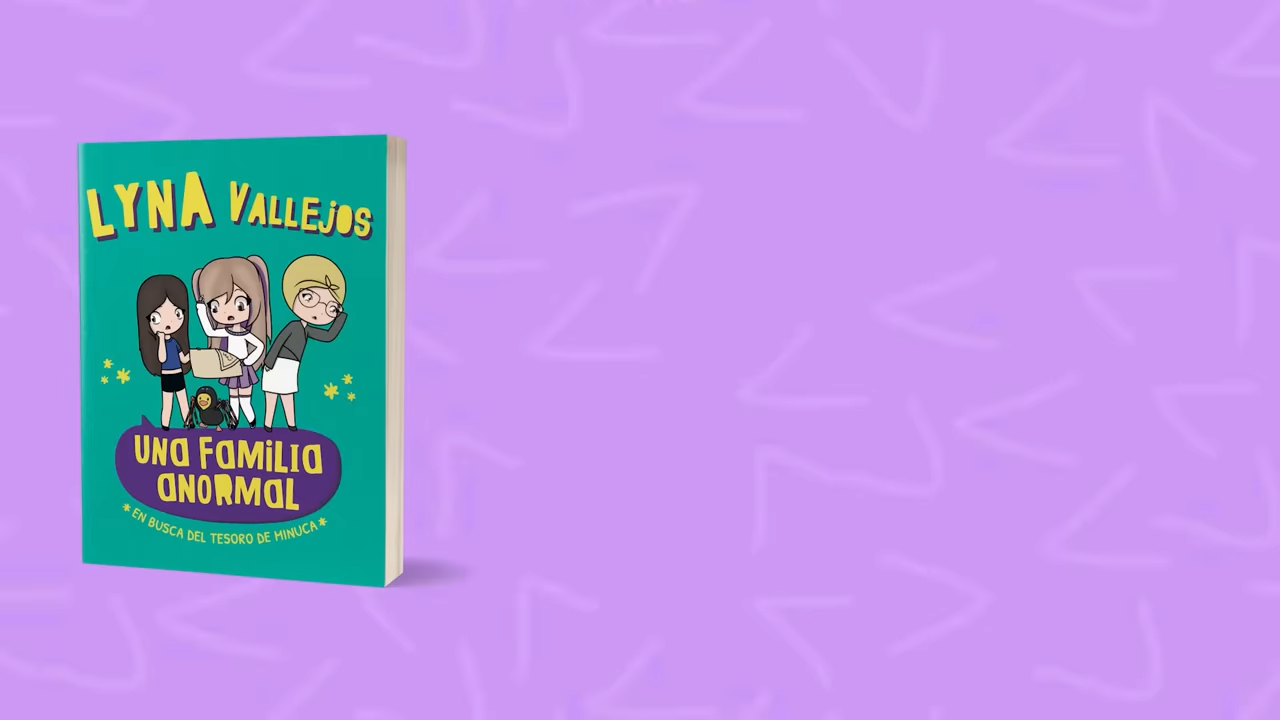 LYNA VALLEJOS
UNA FAMILIA
ANORMAL
*EN BUSCA DEL TESORO DE MINUCA*